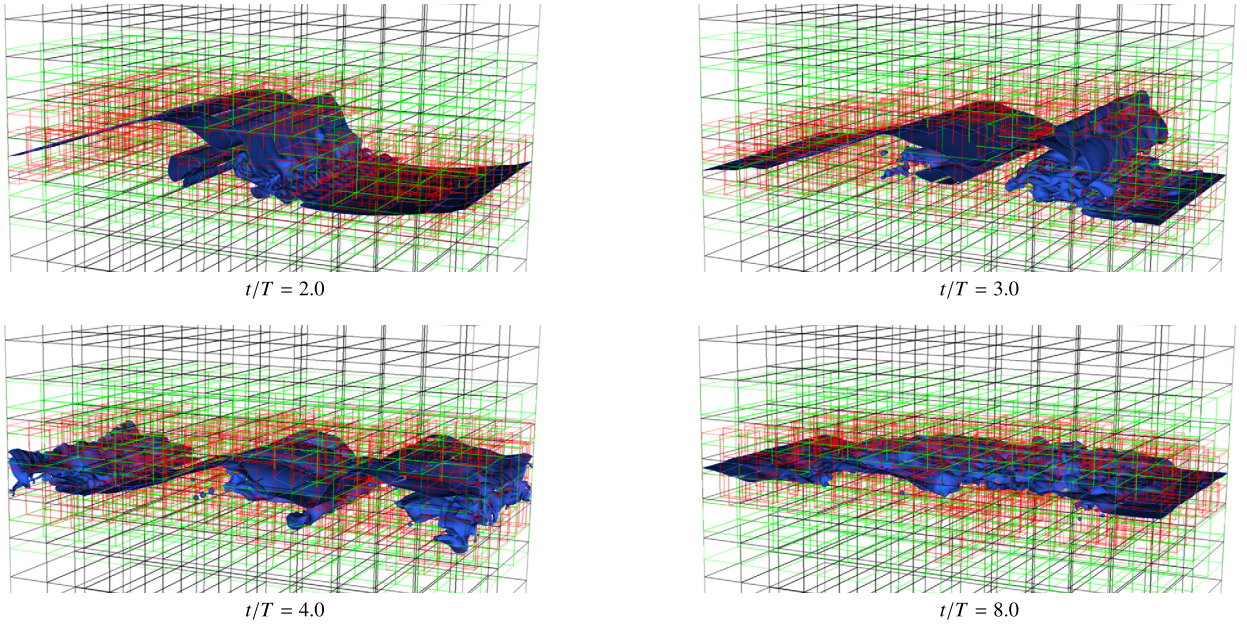 t/T = 2.0
t/T = 3.0
t/T = 4.0
t/T = 8.0